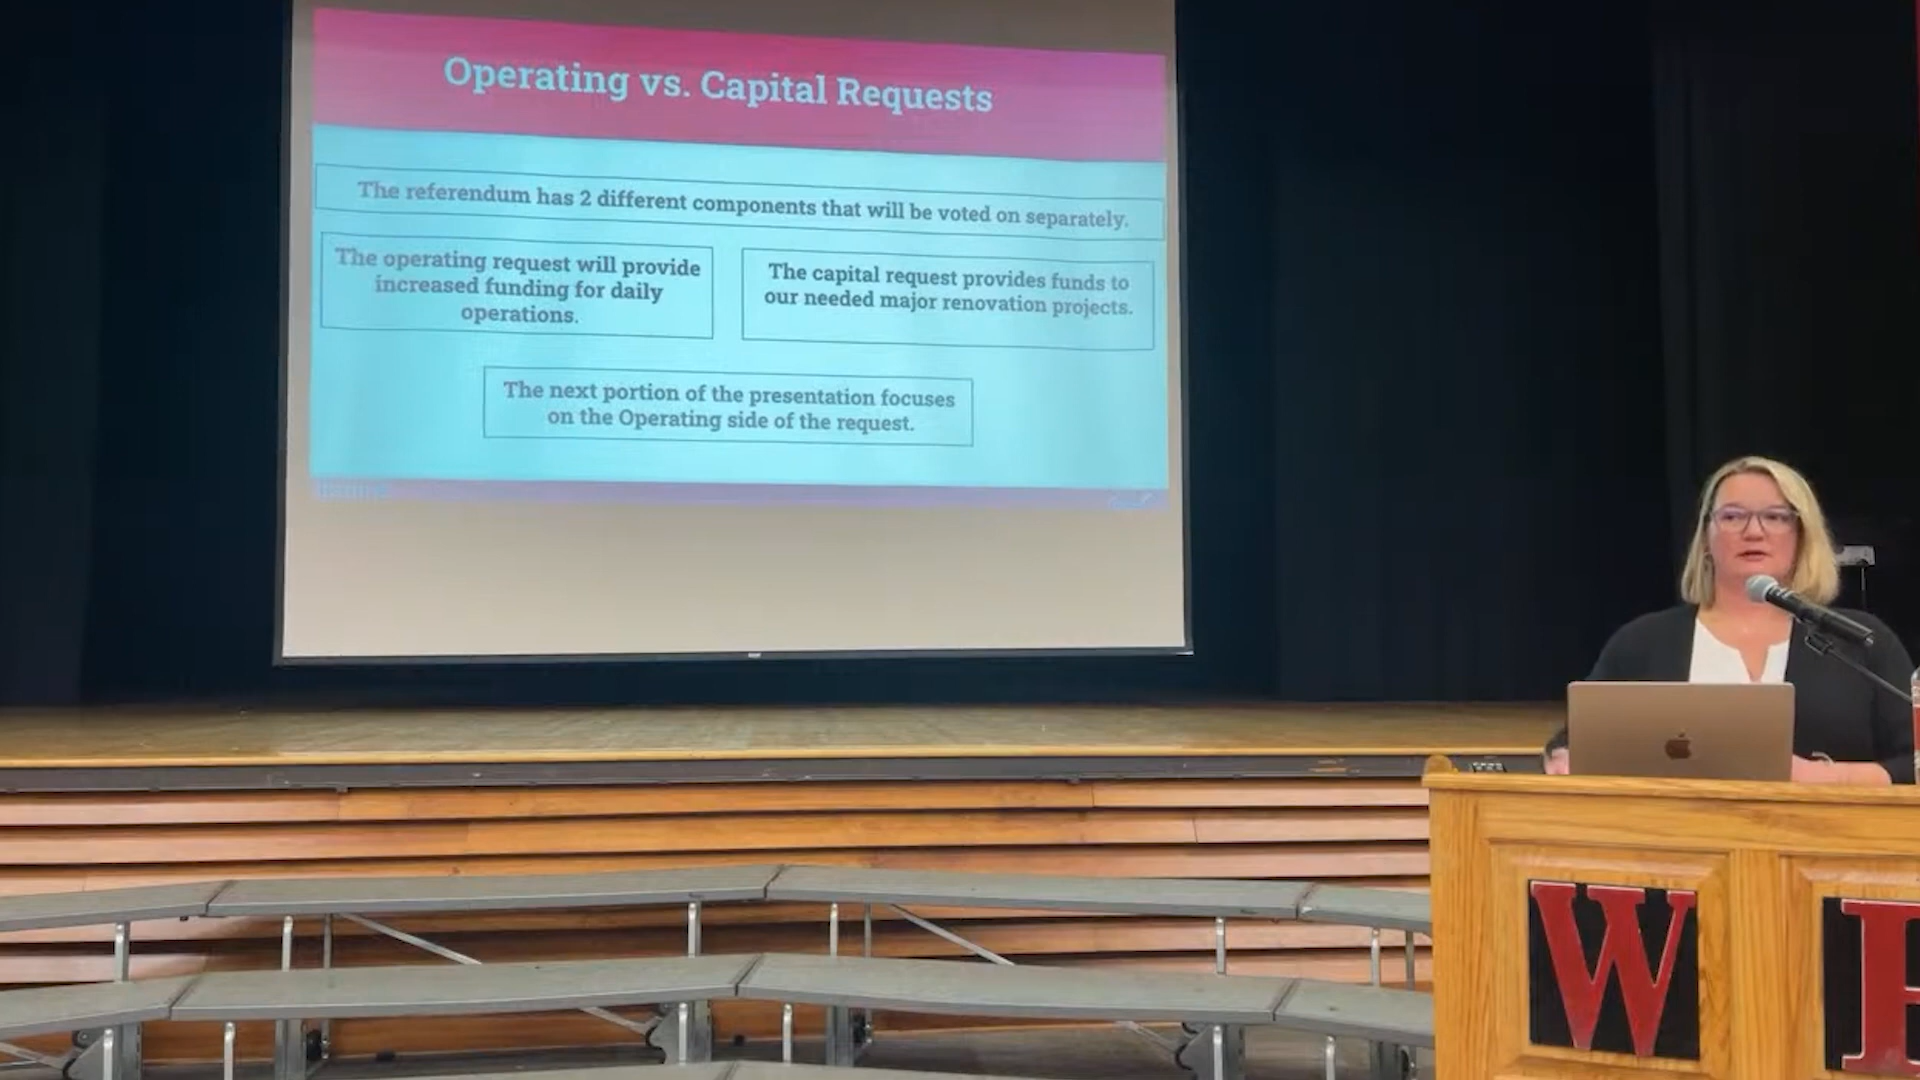 Operating vs. Capital Requests
The referendum has 2 different components that will be voted on separately.
The operating request will provide
increased funding for daily
operations.
The capital request provides funds to
our needed major renovation projects.
The next portion of the presentation focuses
on the Operating side of the request.
W